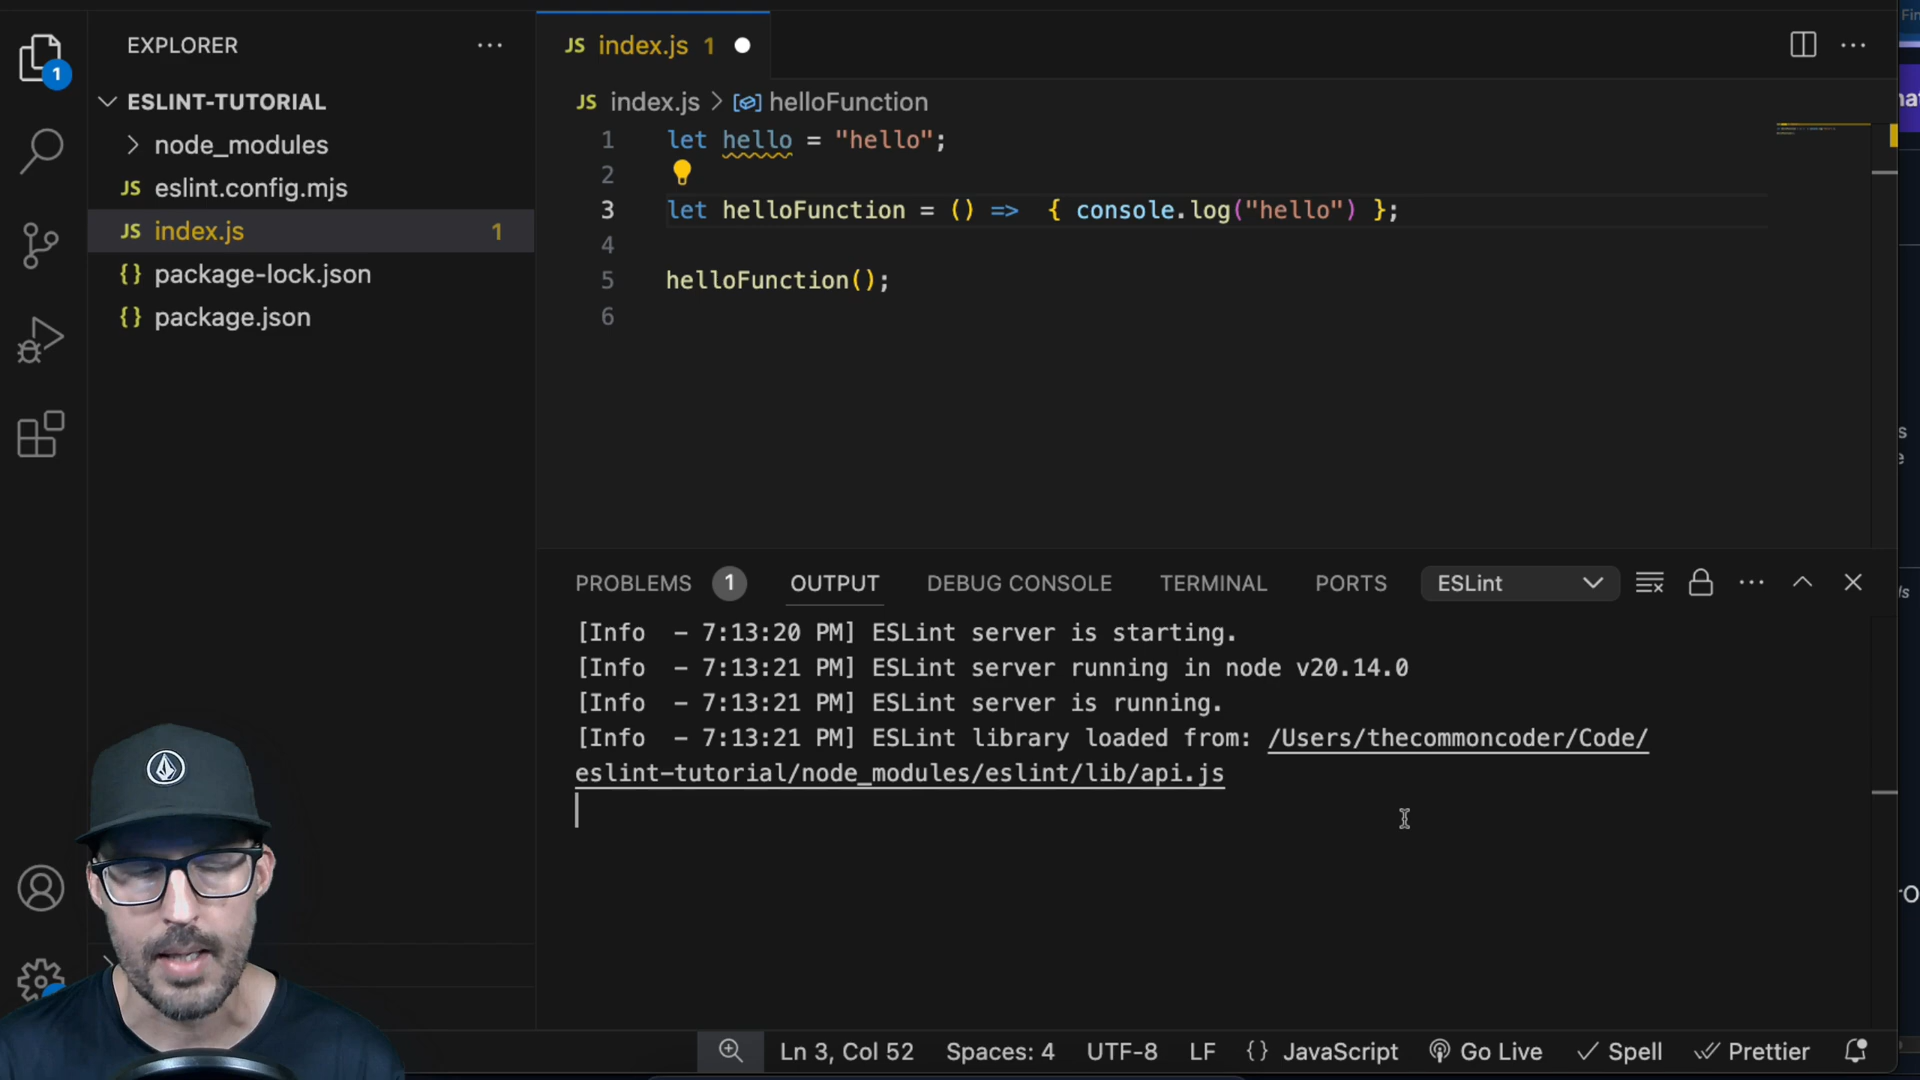 EXPLORER
ESLINT-TUTORIAL
node_modules
JS eslint.config.mjs
JS index.js 1
{} package-lock.json
{} package.json
1
JS index.js 1
JS index.js > helloFunction
1 let hello = "hello";
2
3 let helloFunction = () =>  { console.log("hello") };
4
5 helloFunction();
6
PROBLEMS 1 OUTPUT DEBUG CONSOLE TERMINAL PORTS ESLint
[Info  - 7:13:20 PM] ESLint server is starting.
[Info  - 7:13:21 PM] ESLint server running in node v20.14.0
[Info  - 7:13:21 PM] ESLint server is running.
[Info  - 7:13:21 PM] ESLint library loaded from: /Users/thecommoncoder/Code/
eslint-tutorial/node_modules/eslint/lib/api.js
Ln 3, Col 52 Spaces: 4 UTF-8 LF {} JavaScript Go Live Spell Prettier